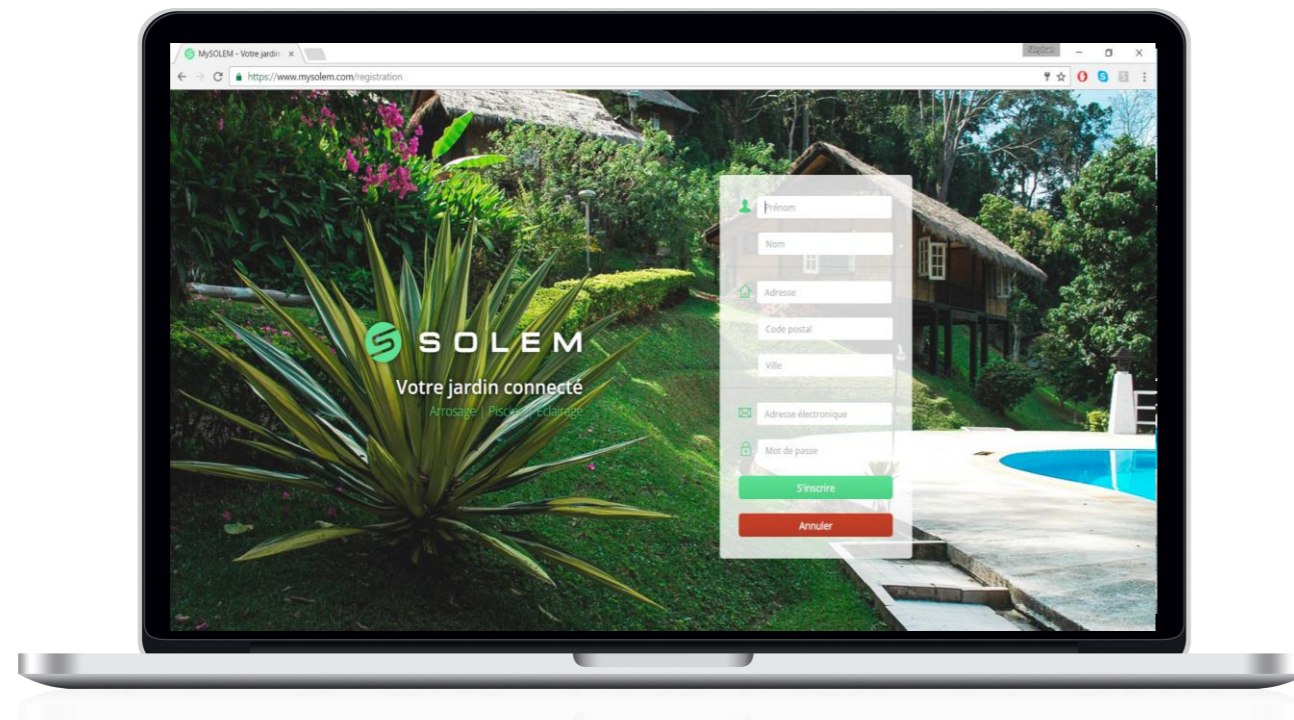 MySOLEM - Votre jardin
https://www.mysolem.com/registration
SOLEM
Votre jardin connecté
Arrosage | Piscine | Eclairage
Prénom
Nom
Adresse
Code postal
Ville
Adresse électronique
Mot de passe
S'inscrire
Annuler